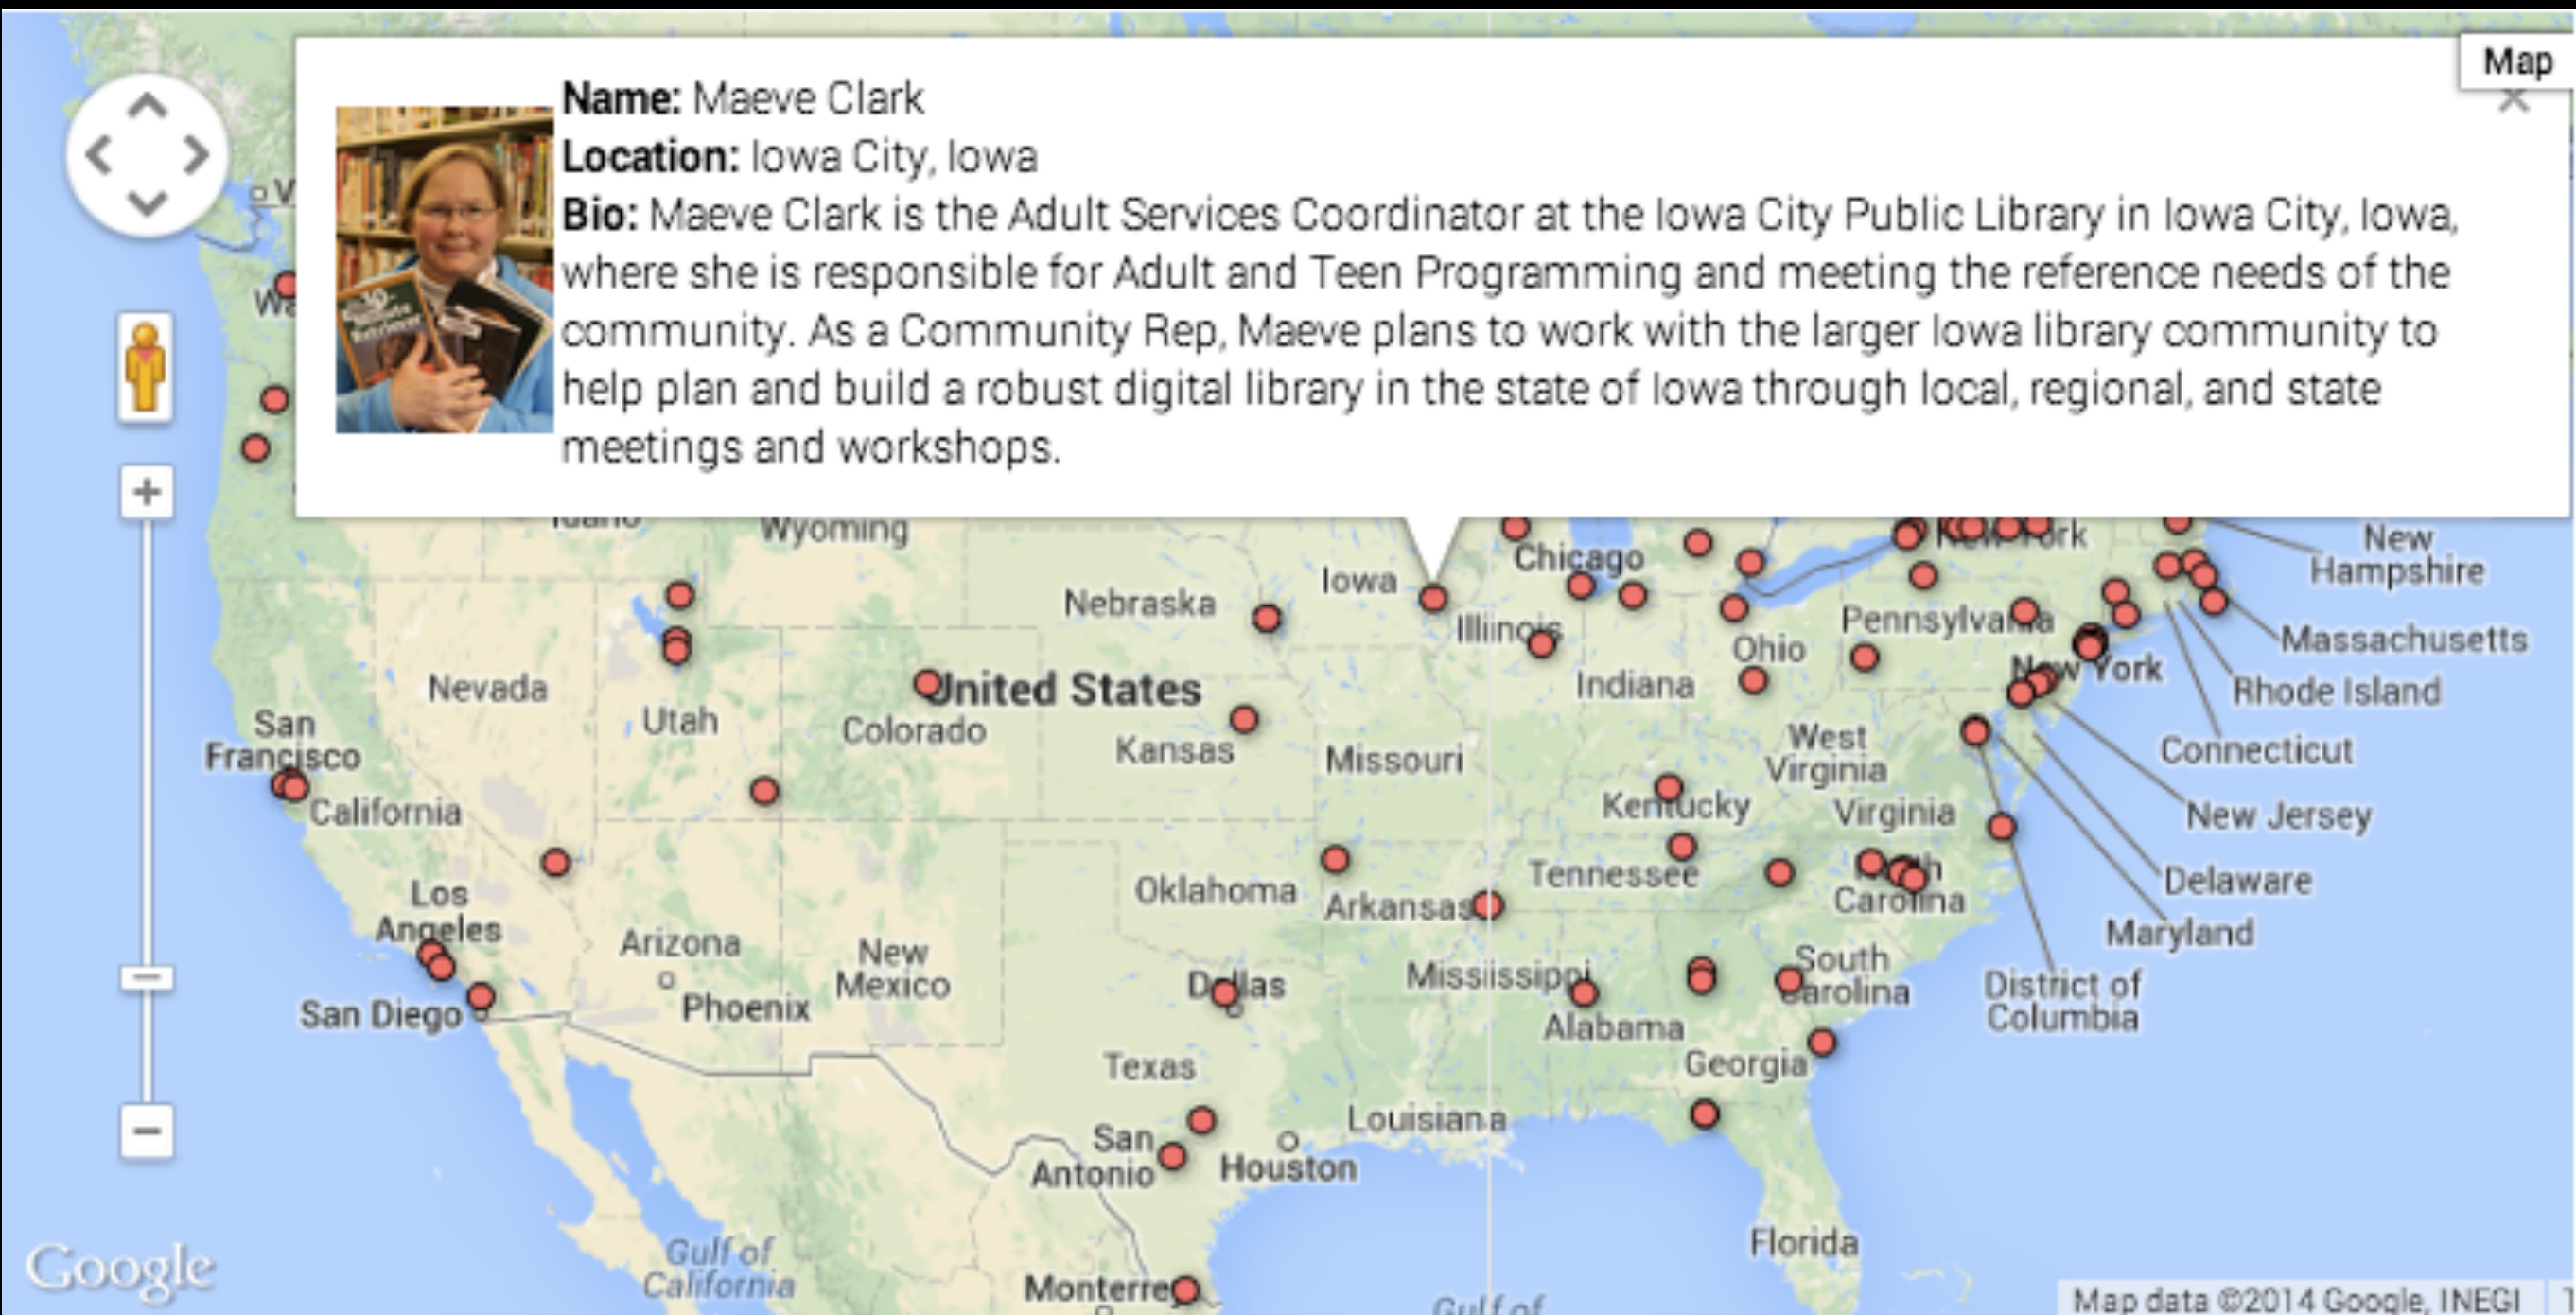 Map
Name: Maeve Clark
Location: Iowa City, Iowa
Bio: Maeve Clark is the Adult Services Coordinator at the Iowa City Public Library in Iowa City, Iowa,
where she is responsible for Adult and Teen Programming and meeting the reference needs of the
community. As a Community Rep, Maeve plans to work with the larger Iowa library community to
help plan and build a robust digital library in the state of Iowa through local, regional, and state
meetings and workshops.
Idaho
Wyoming
Nebraska
Iowa
Chicago
Illinois
Indiana
Ohio
Pennsylvania
New York
New York
New
Hampshire
Massachusetts
Rhode Island
Connecticut
New Jersey
Delaware
Maryland
District of
Columbia
Nevada
Utah
United States
Colorado
Kansas
Missouri
West
Virginia
Virginia
Kentucky
Tennessee
North
Carolina
San
Francisco
California
Los
Angeles
San Diego
Arizona
Phoenix
New
Mexico
Oklahoma
Arkansas
Dallas
Mississippi
Alabama
South
Carolina
Georgia
Texas
San
Antonio
Houston
Louisiana
Florida
Gulf of
California
Monterrey
Gulf of
Google
Map data ©2014 Google, INEGI